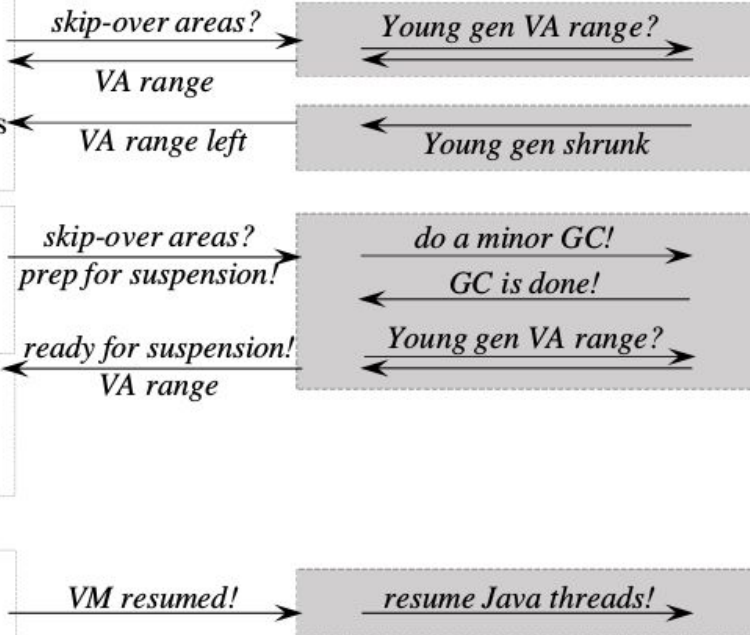 skip-over areas?
Young gen VA range?
VA range
s
VA range left
Young gen shrunk
skip-over areas?
prep for suspension!
do a minor GC!
GC is done!
Young gen VA range?
ready for suspension!
VA range
VM resumed!
resume Java threads!